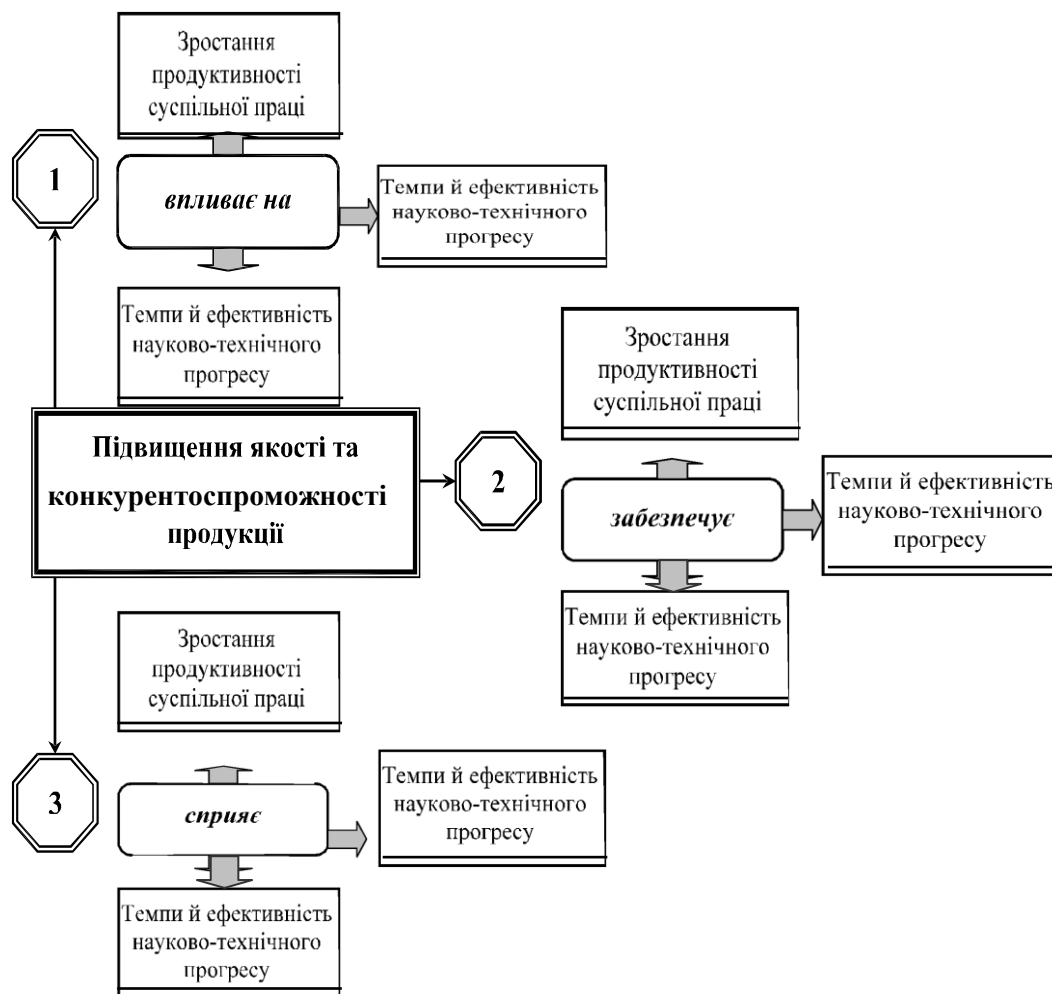 Зростання
продуктивності
суспільної праці
1
впливає на
Темпи й ефективність
науково-технічного
прогресу
Темпи й ефективність
науково-технічного
прогресу
Підвищення якості та
конкурентоспроможності
продукції
2
Зростання
продуктивності
суспільної праці
забезпечує
Темпи й ефективність
науково-технічного
прогресу
Темпи й ефективність
науково-технічного
прогресу
3
Зростання
продуктивності
суспільної праці
сприяє
Темпи й ефективність
науково-технічного
прогресу
Темпи й ефективність
науково-технічного
прогресу